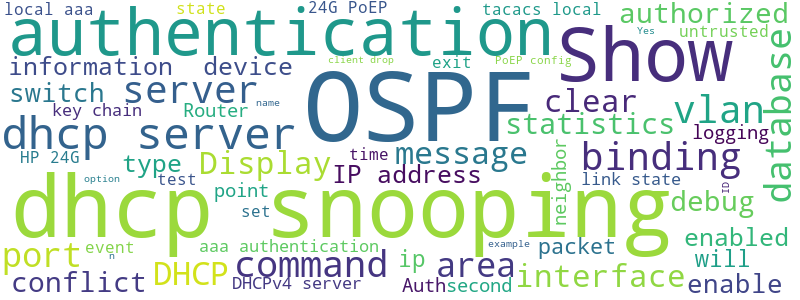 local aaa state 24G PoEP tacacs local authorized
authentication Show untrusted Yes
information device client drop exit PoEP config
switch server OSPF clear vlan database
key chain Router name statistics logging
dhcp server message binding
HP 24G type Display time IP address neighbor link state ID
option test point debug
dhcp snooping
set
port event n aaa authentication example packet enabled
conflict DHCP command ip area interface will
DHCPv4 server Auth second enable